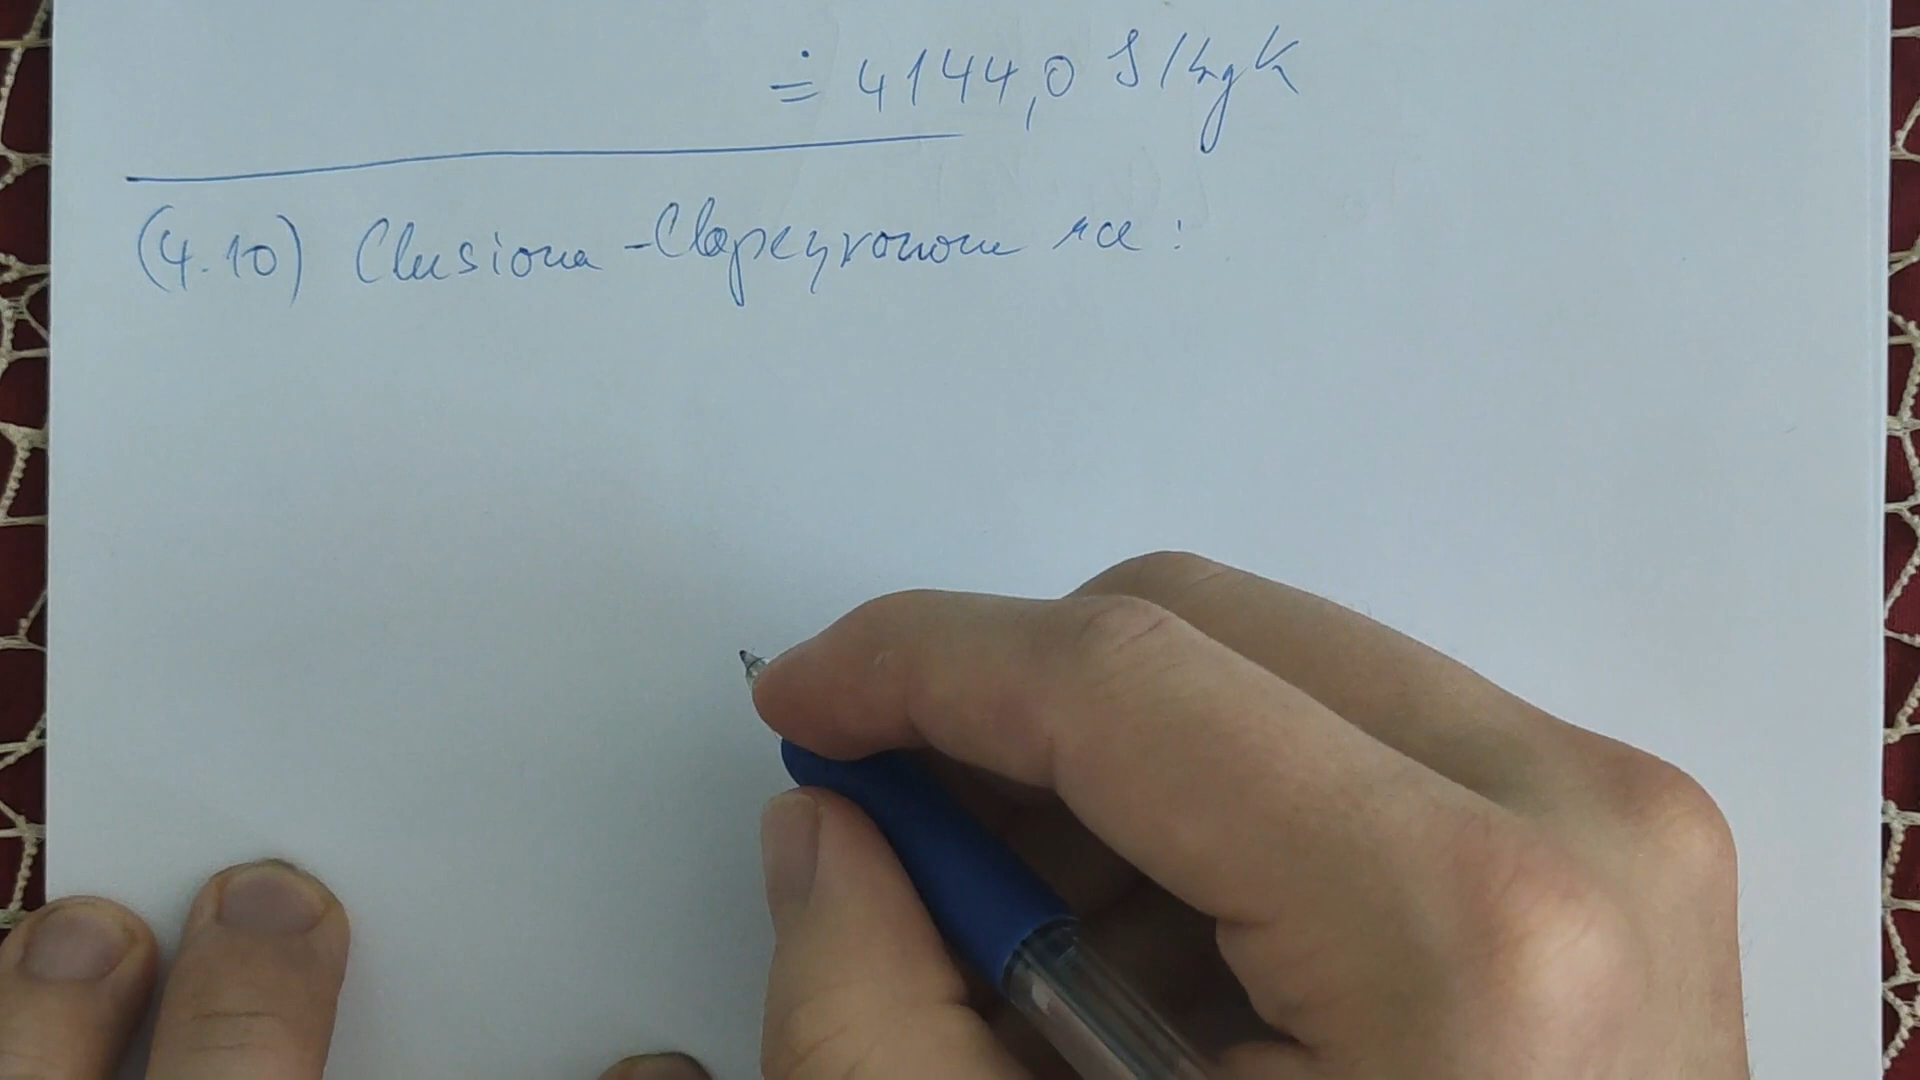 ≐ 4144,0 J/kgK
(4.10) Clusiova - Clapeyronova rce :